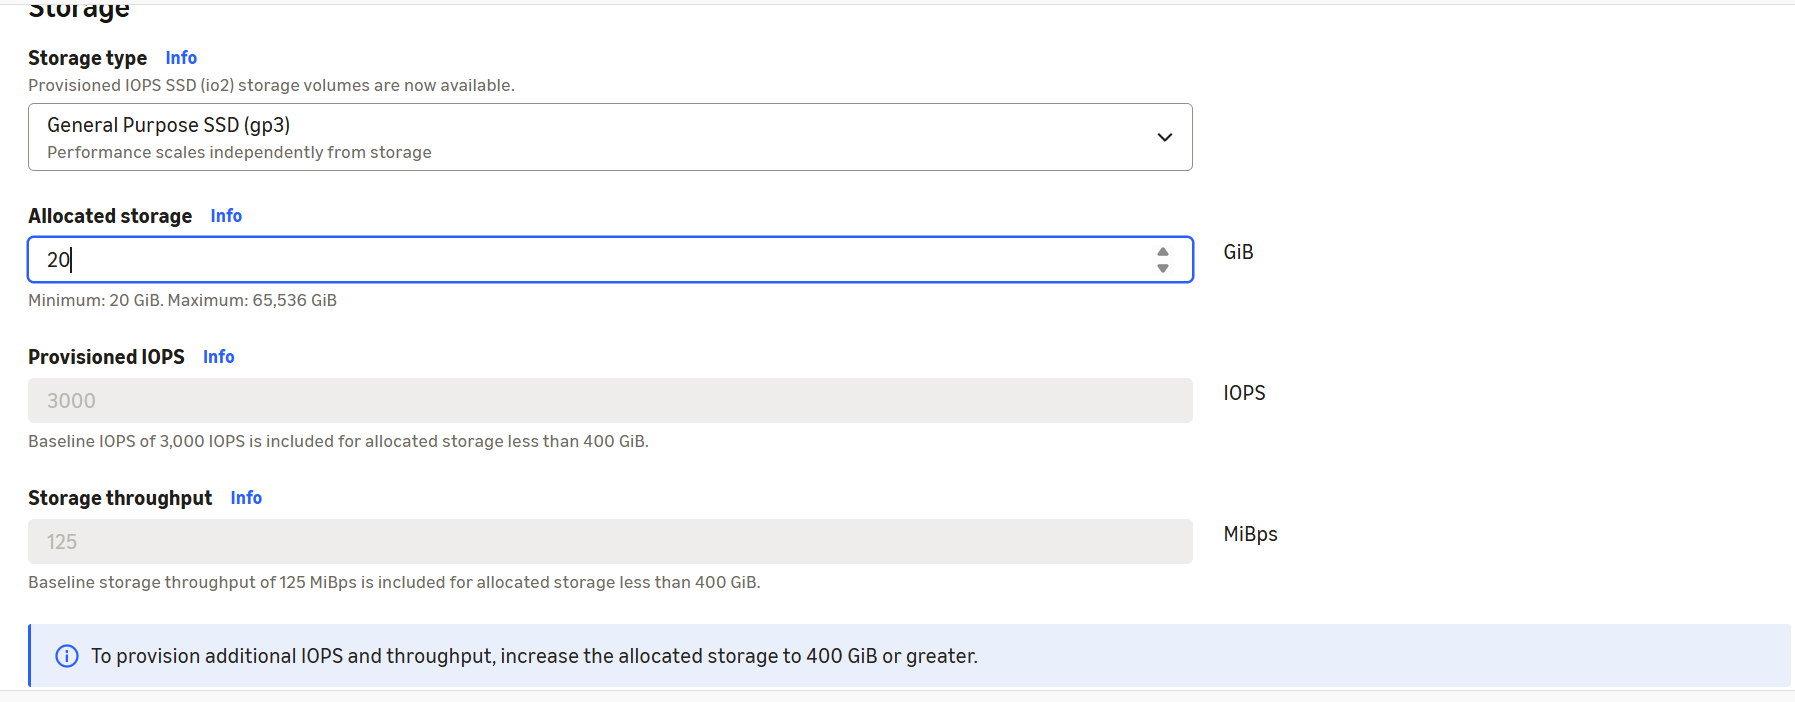 Storage
Storage type Info
Provisioned IOPS SSD (io2) storage volumes are now available.
General Purpose SSD (gp3)
Performance scales independently from storage
Allocated storage Info
20 GiB
Minimum: 20 GiB. Maximum: 65,536 GiB
Provisioned IOPS Info
3000 IOPS
Baseline IOPS of 3,000 IOPS is included for allocated storage less than 400 GiB.
Storage throughput Info
125 MiBps
Baseline storage throughput of 125 MiBps is included for allocated storage less than 400 GiB.
To provision additional IOPS and throughput, increase the allocated storage to 400 GiB or greater.